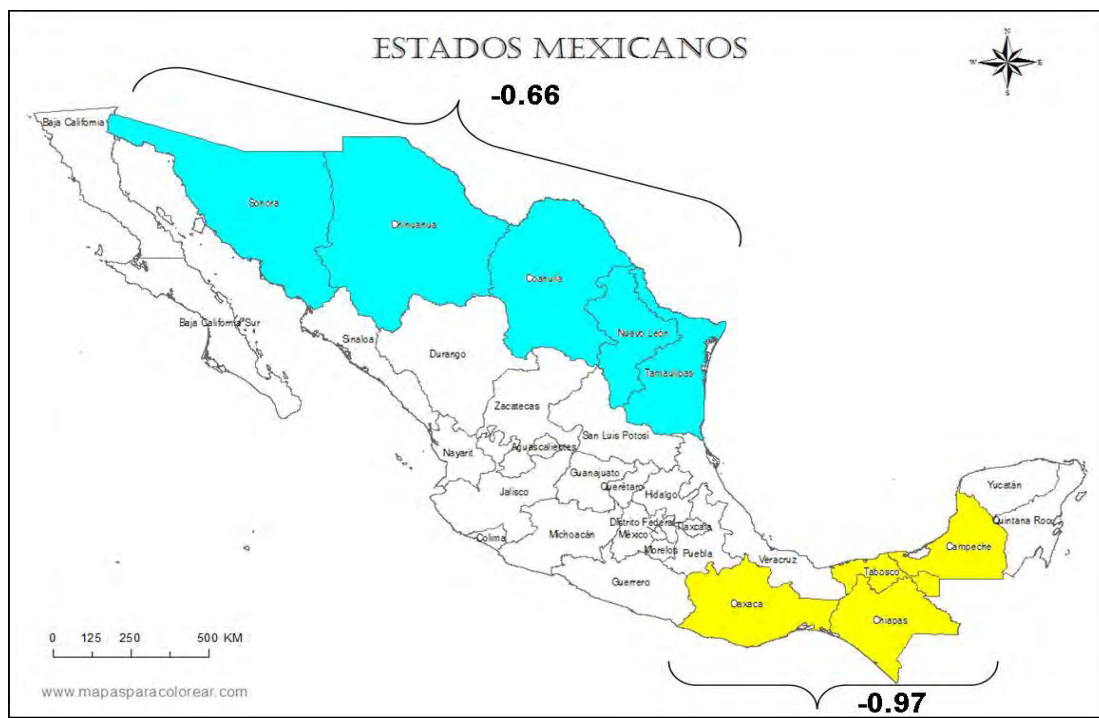 ESTADOS MEXICANOS
N
W
E
S
-0.66
Baja California
Sonora
Chihuahua
Coahuila
Nuevo León
Baja California Sur
Sinaloa
Durango
Tamaulipas
Zacatecas
San Luis Potosí
Nayarit
Aguascalientes
Guanajuato
Querétaro
Hidalgo
Yucatán
Jalisco
Distrito Federal
Tlaxcala
Quintana Roo
Colima
Michoacán
México
Morelos
Puebla
Veracruz
Campeche
Tabosco
Guerrero
Oaxaca
Chiapas
0 125 250 500 KM
www.mapasparacolorear.com
-0.97